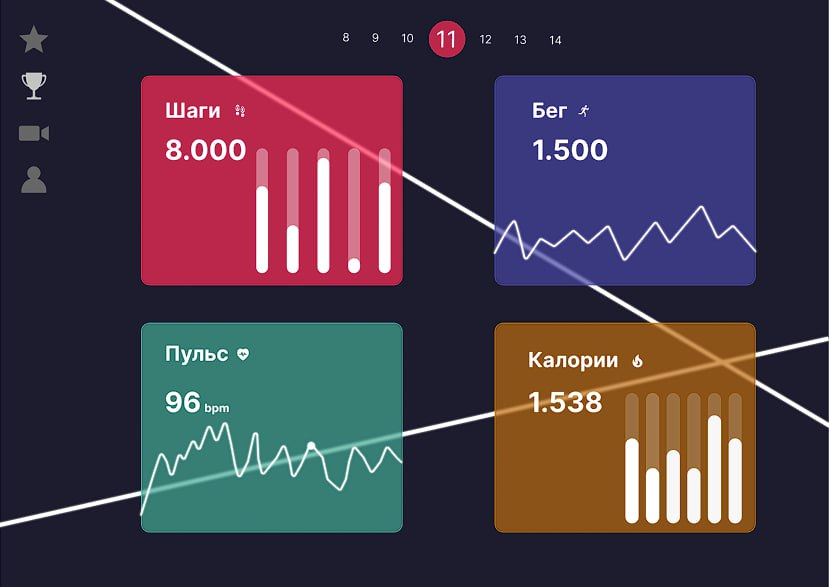 8 9 10 11 12 13 14
Шаги
8.000
Бег
1.500
Пульс
96 bpm
Калории
1.538